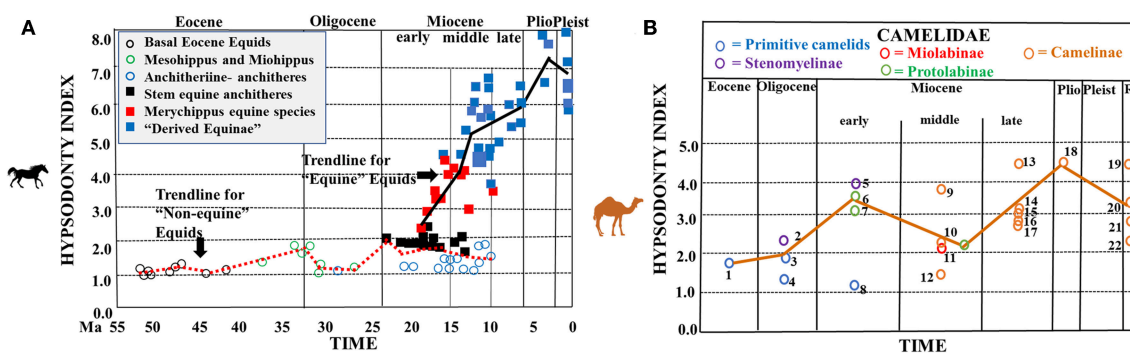 A
Eocene Oligocene Miocene Plio Pleist
early middle late
8.0
7.0
6.0
5.0
4.0
3.0
2.0
1.0
0.0
HYPSODONTY INDEX
Basal Eocene Equids
Mesohippus and Miohippus
Anchitheriine- anchitheres
Stem equine anchitheres
Merychippus equine species
“Derived Equinae”
Trendline for
“Equine” Equids
Trendline for
“Non-equine”
Equids
Ma 55 50 45 40 30 25 20 15 10 5 0
TIME
B
CAMELIDAE
= Primitive camelids
= Stenomyelinae
= Miolabinae
= Protolabinae
= Camelinae
Eocene Oligocene Miocene Plio Pleist R
early middle late
5.0
4.0
3.0
2.0
1.0
0.0
HYPSODONTY INDEX
1
2
3
4
5
6
7
8
9
10
11
12
13
14
15
16
17
18
19
20
21
22
TIME